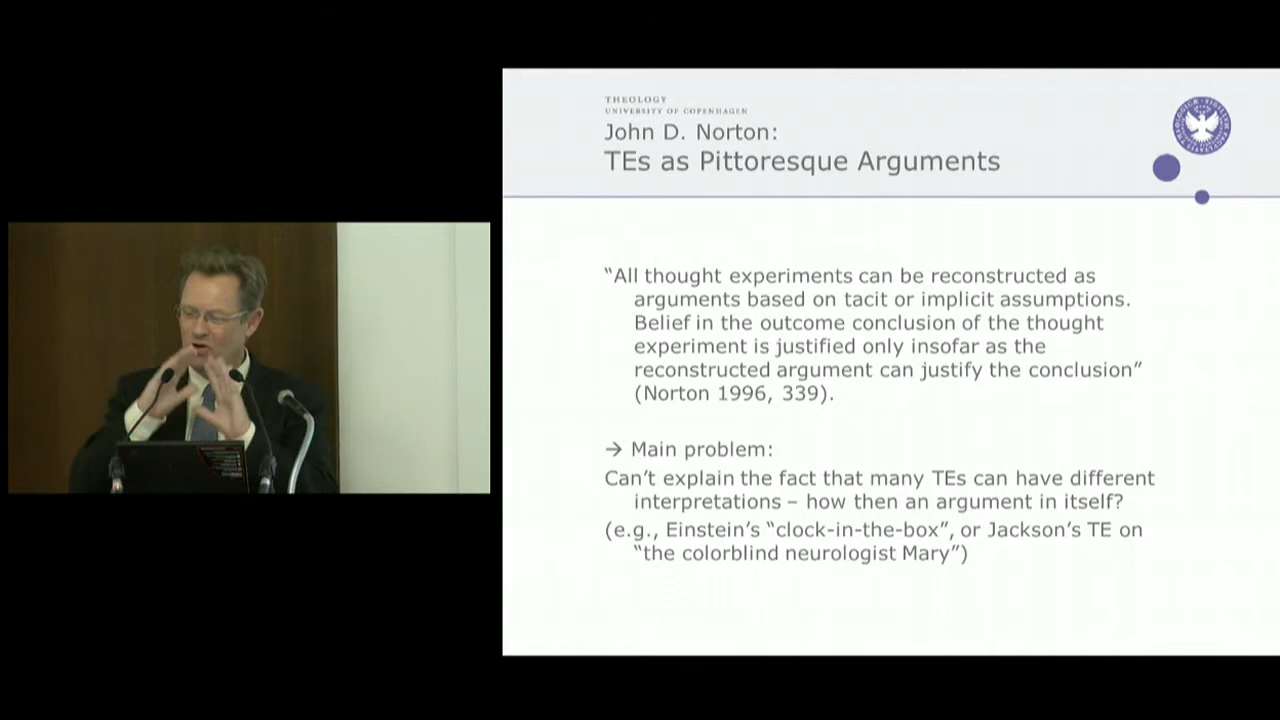 THEOLOGY
UNIVERSITY OF COPENHAGEN
John D. Norton:
TEs as Pittoresque Arguments
“All thought experiments can be reconstructed as
arguments based on tacit or implicit assumptions.
Belief in the outcome conclusion of the thought
experiment is justified only insofar as the
reconstructed argument can justify the conclusion”
(Norton 1996, 339).
→ Main problem:
Can’t explain the fact that many TEs can have different
interpretations – how then an argument in itself?
(e.g., Einstein’s “clock-in-the-box”, or Jackson’s TE on
“the colorblind neurologist Mary”)